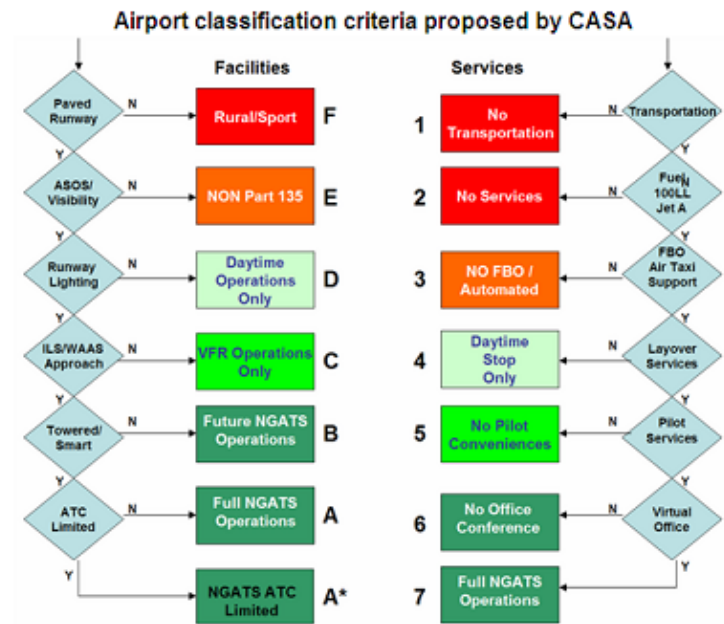 Airport classification criteria proposed by CASA
Facilities
Services
Paved
Runway
N
Rural/Sport
F
1
No
Transportation
N
Transportation
Y
Y
ASOS/
Visibility
N
NON Part 135
E
2
No Services
N
Fuel
100LL
Jet A
Y
Y
Runway
Lighting
N
Daytime
Operations
Only
D
3
NO FBO /
Automated
N
FBO
Air Taxi
Support
Y
Y
ILS/WAAS
Approach
N
VFR Operations
Only
C
4
Daytime
Stop
Only
N
Layover
Services
Y
Y
Towered/
Smart
N
Future NGATS
Operations
B
5
No Pilot
Conveniences
N
Pilot
Services
Y
Y
ATC
Limited
N
Full NGATS
Operations
A
6
No Office
Conference
N
Virtual
Office
Y
Y
NGATS ATC
Limited
A*
7
Full NGATS
Operations